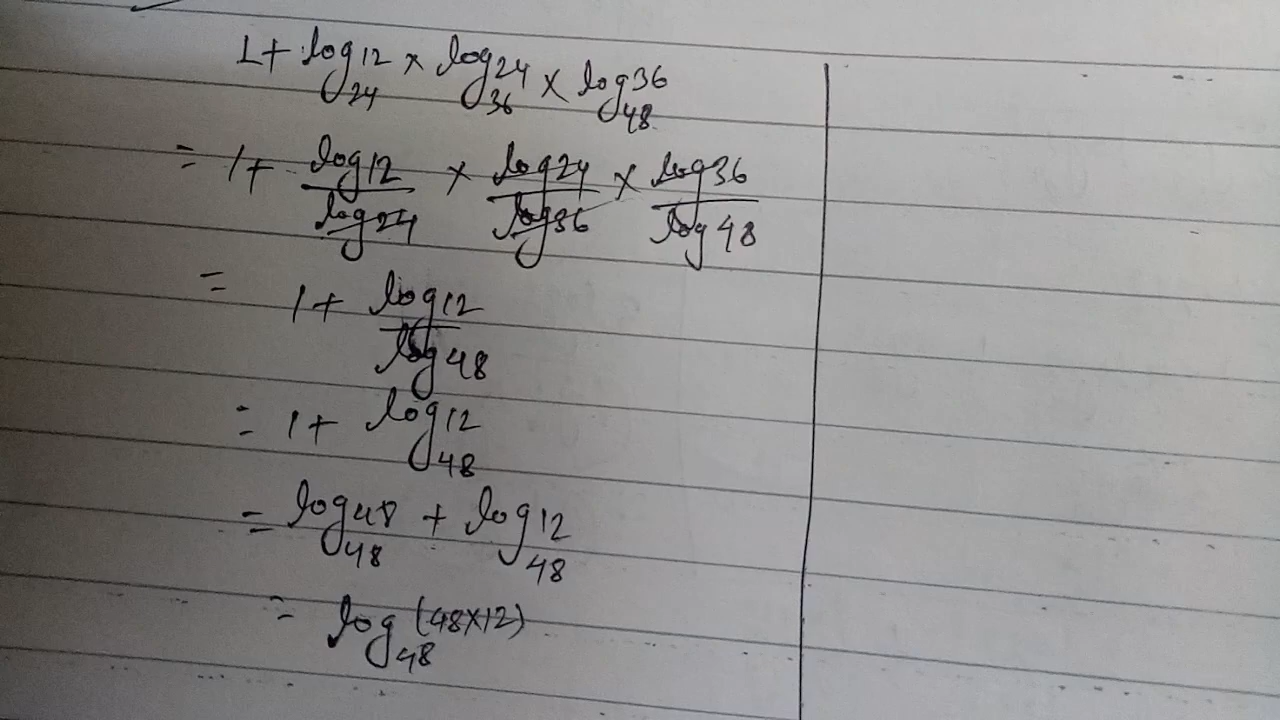 1 + log₂₄12 × log₃₆24 × log₄₈36
= 1 + log12/log24 × log24/log36 × log36/log48
= 1 + log12/log48
= 1 + log₄₈12
= log₄₈48 + log₄₈12
= log₄₈(48×12)